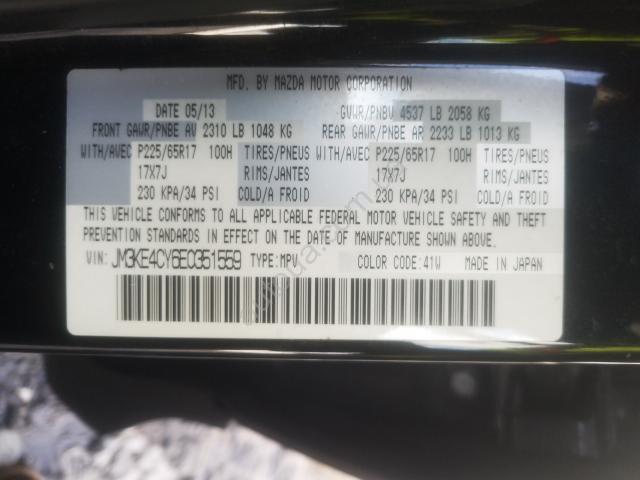 MFD. BY MAZDA MOTOR CORPORATION
DATE 05/13 GVWR/PNBV 4537 LB 2058 KG
FRONT GAWR/PNBE AV 2310 LB 1048 KG REAR GAWR/PNBE AR 2233 LB 1013 KG
WITH/AVEC P225/65R17 100H TIRES/PNEUS WITH/AVEC P225/65R17 100H TIRES/PNEUS
17X7J RIMS/JANTES 17X7J RIMS/JANTES
230 KPA/34 PSI COLD/A FROID 230 KPA/34 PSI COLD/A FROID
THIS VEHICLE CONFORMS TO ALL APPLICABLE FEDERAL MOTOR VEHICLE SAFETY AND THEFT
PREVENTION STANDARDS IN EFFECT ON THE DATE OF MANUFACTURE SHOWN ABOVE.
VIN: JM3KE4CY6E0351559 TYPE:MPV COLOR CODE:41W MADE IN JAPAN